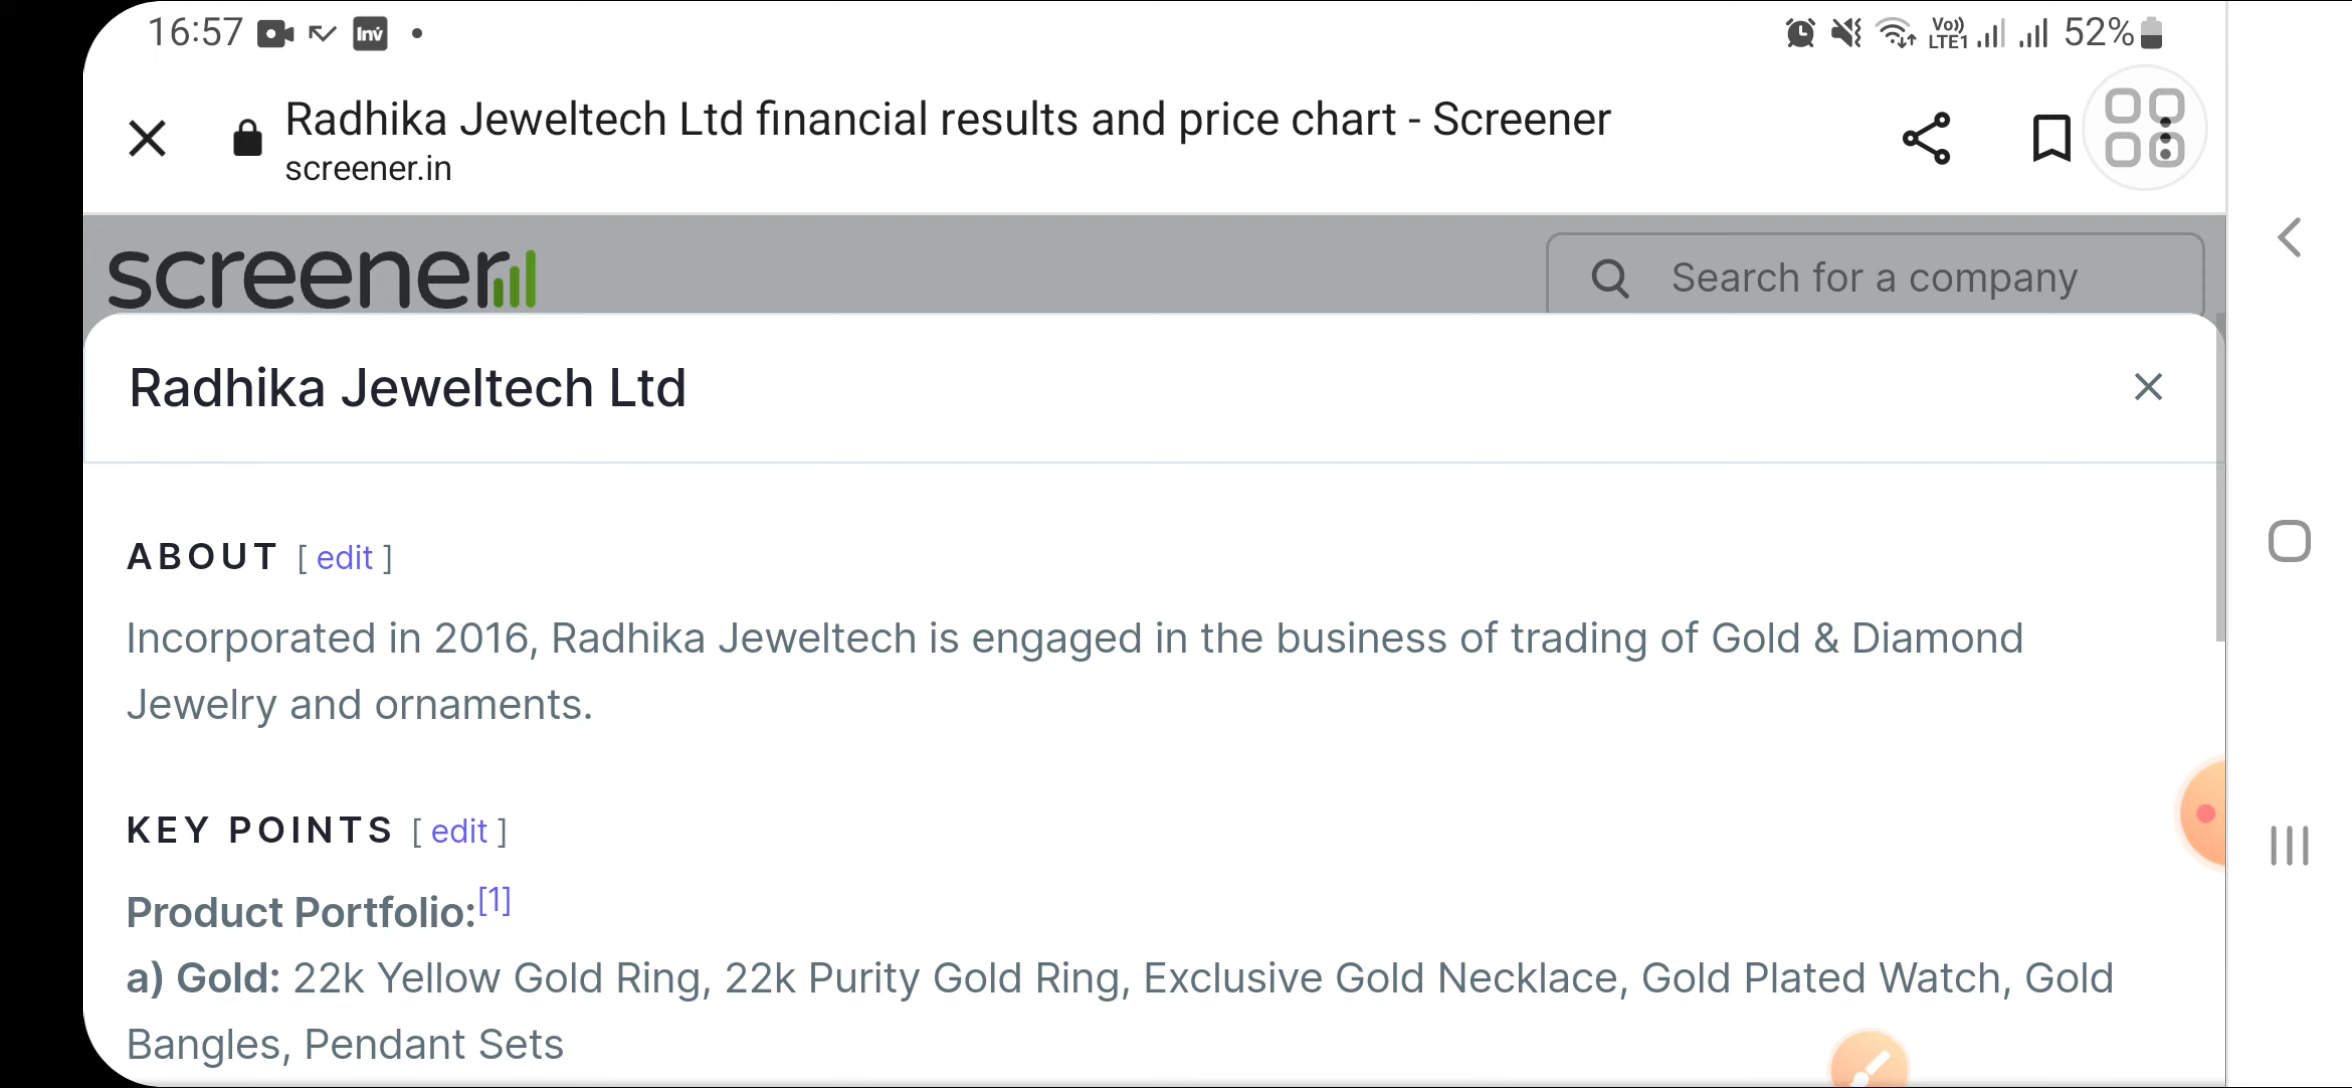 16:57 Inv 52%
Vo)) LTE1
Radhika Jeweltech Ltd financial results and price chart - Screener
screener.in
screener
Search for a company
Radhika Jeweltech Ltd
ABOUT [ edit ]
Incorporated in 2016, Radhika Jeweltech is engaged in the business of trading of Gold & Diamond
Jewelry and ornaments.
KEY POINTS [ edit ]
Product Portfolio:[1]
a) Gold: 22k Yellow Gold Ring, 22k Purity Gold Ring, Exclusive Gold Necklace, Gold Plated Watch, Gold
Bangles, Pendant Sets